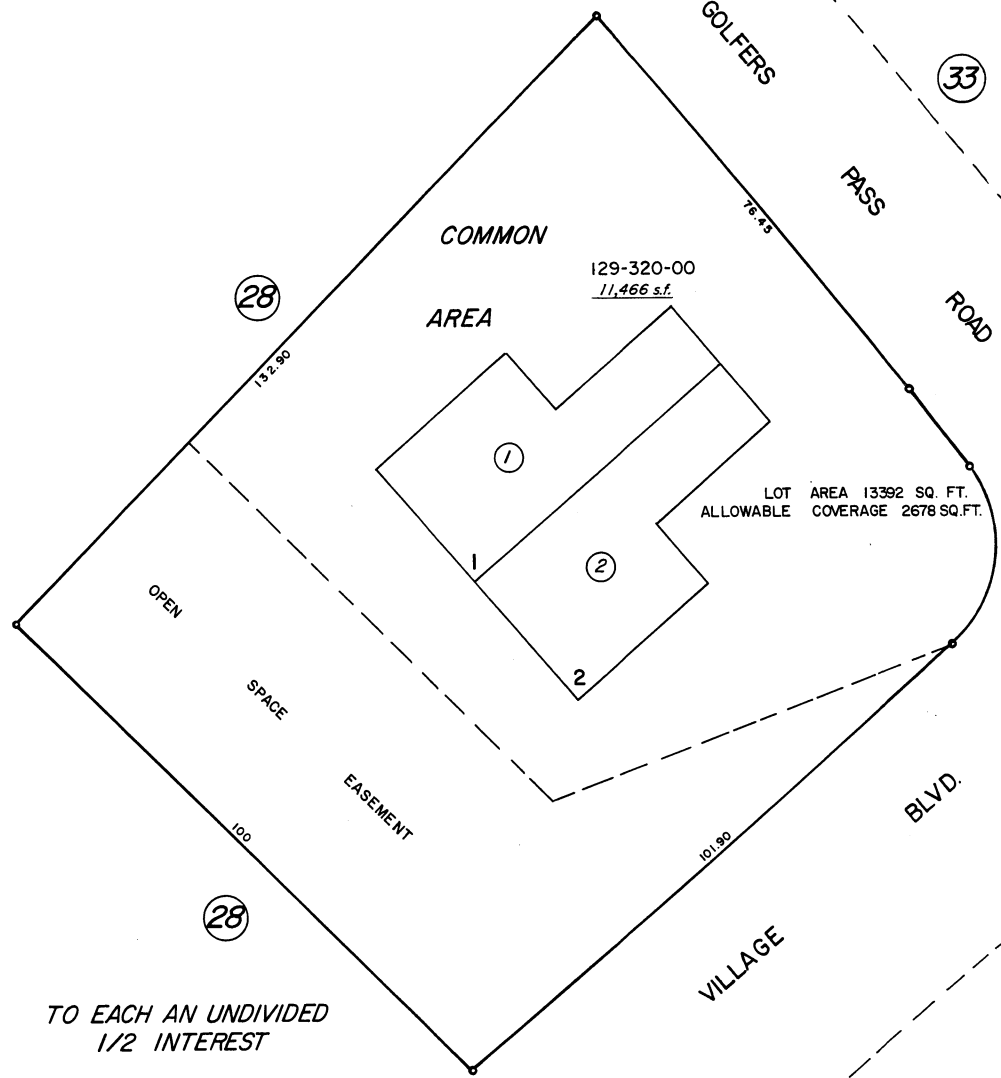 GOLFERS
PASS
ROAD
33
COMMON
AREA
76.45
129-320-00
11,466 s.f.
28
132.90
1
LOT AREA 13392 SQ. FT.
ALLOWABLE COVERAGE 2678 SQ.FT.
1
2
2
OPEN
SPACE
EASEMENT
100
101.90
VILLAGE
BLVD.
28
TO EACH AN UNDIVIDED
1/2 INTEREST